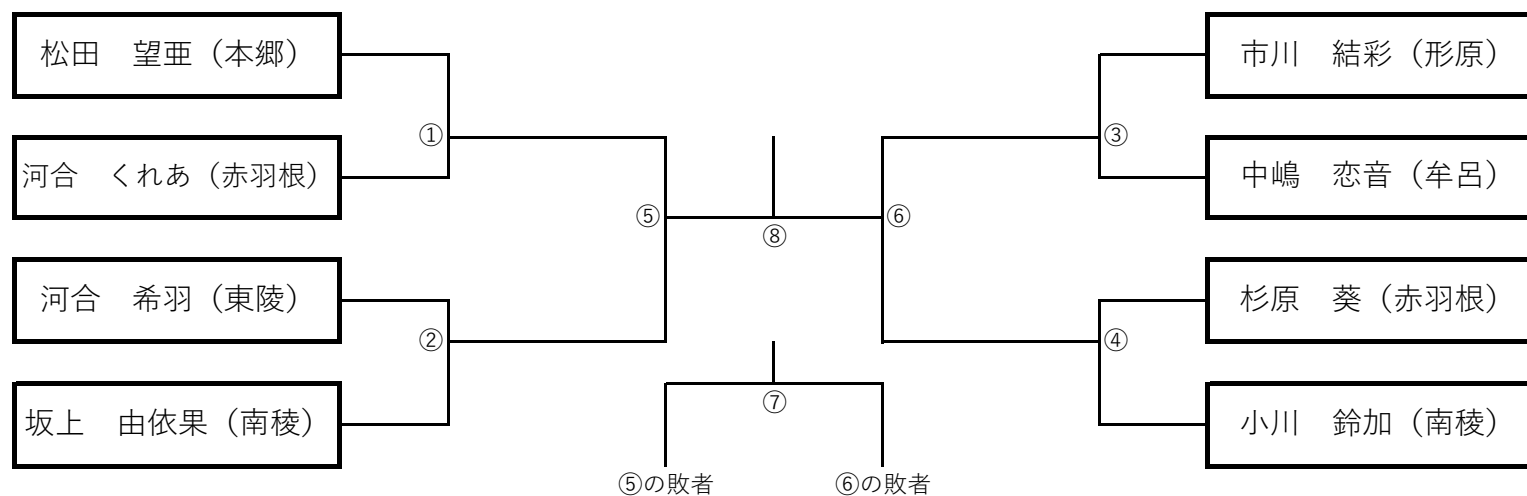 松田　望亜（本郷）
河合　くれあ（赤羽根）
河合　希羽（東陵）
坂上　由依果（南稜）
①
②
⑤
⑧
⑦
⑤の敗者
⑥の敗者
⑥
③
④
市川　結彩（形原）
中嶋　恋音（牟呂）
杉原　葵（赤羽根）
小川　鈴加（南稜）